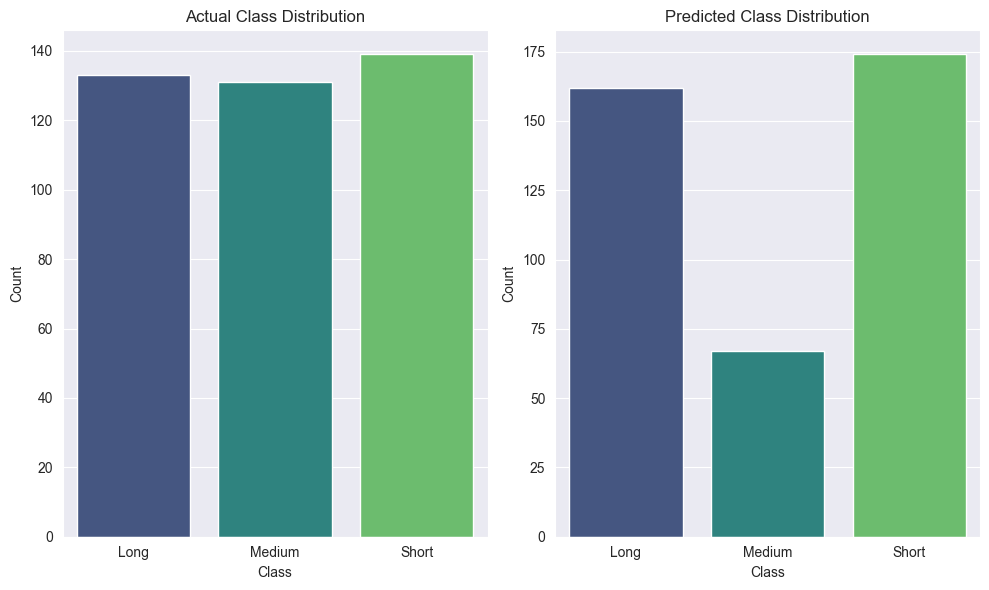 Actual Class Distribution
140
120
100
80
60
40
20
0
Count
Long Medium Short
Class
Predicted Class Distribution
175
150
125
100
75
50
25
0
Count
Long Medium Short
Class